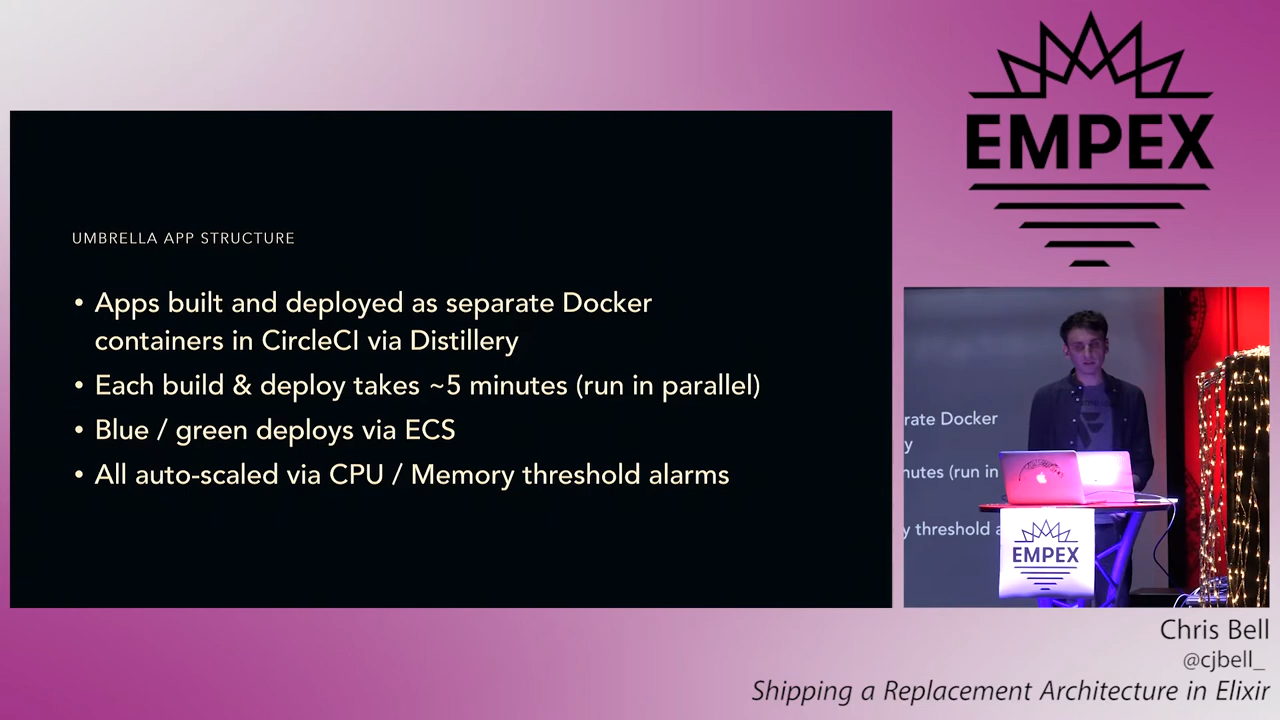 EMPEX
UMBRELLA APP STRUCTURE
• Apps built and deployed as separate Docker
containers in CircleCI via Distillery
• Each build & deploy takes ~5 minutes (run in parallel)
• Blue / green deploys via ECS
• All auto-scaled via CPU / Memory threshold alarms
rate Docker
y
nutes (run in
y threshold a
EMPEX
Chris Bell
@cjbell_
Shipping a Replacement Architecture in Elixir